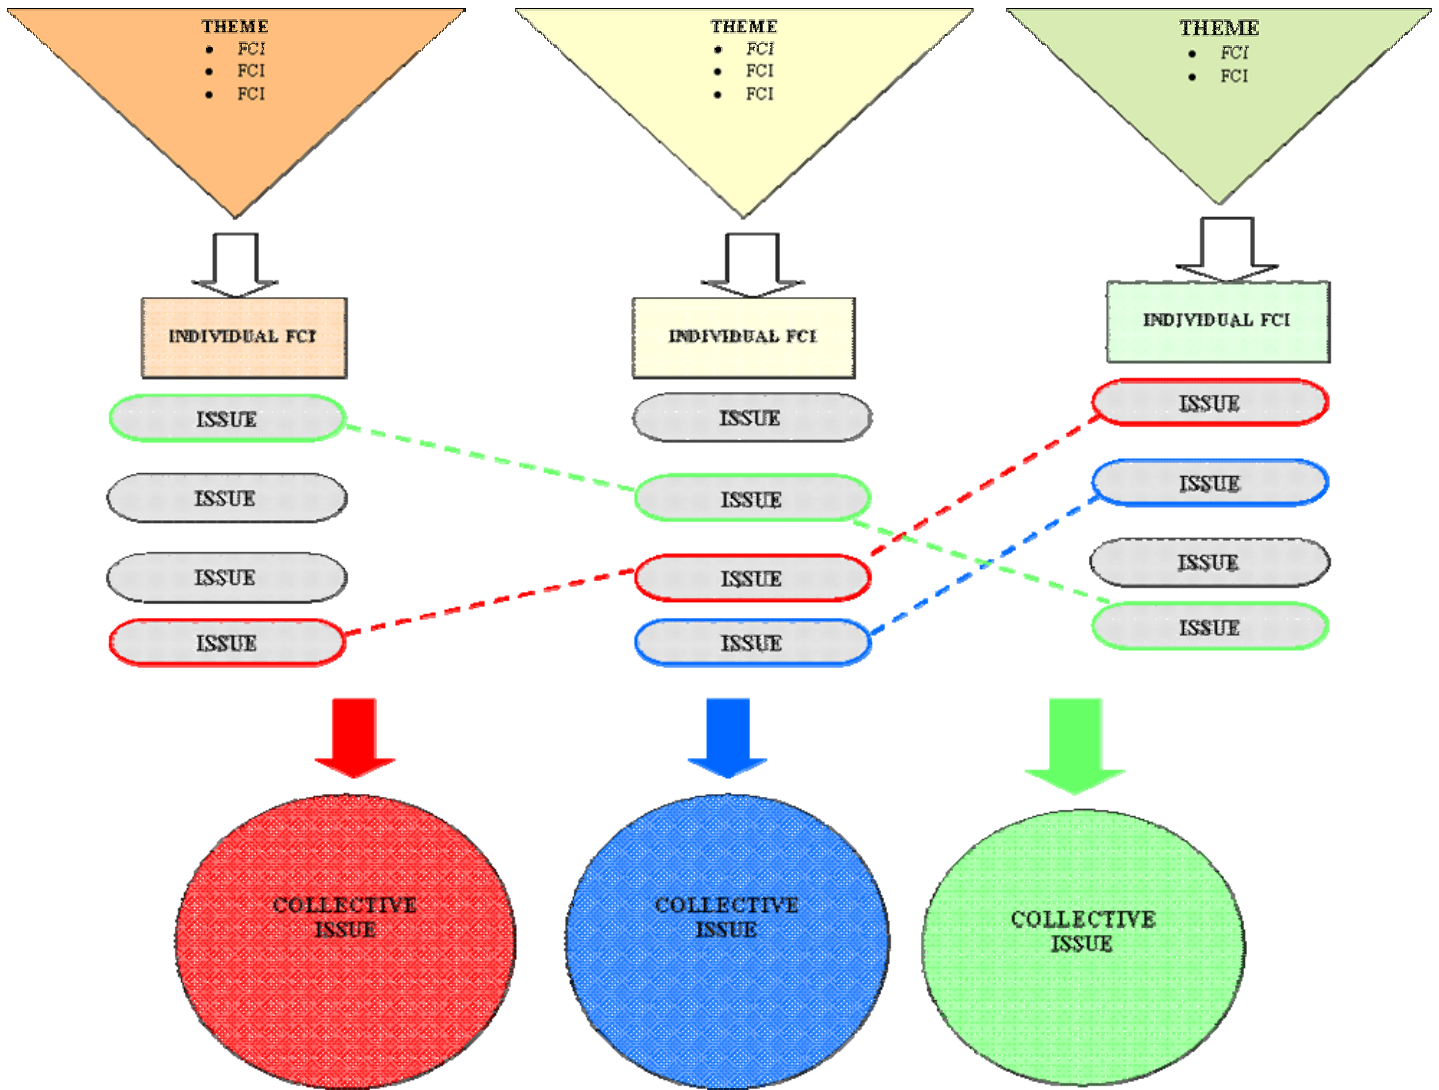 THEME
• FCI
• FCI
• FCI
THEME
• FCI
• FCI
• FCI
THEME
• FCI
• FCI
INDIVIDUAL FCI
INDIVIDUAL FCI
INDIVIDUAL FCI
ISSUE
ISSUE
ISSUE
ISSUE
ISSUE
ISSUE
ISSUE
ISSUE
ISSUE
ISSUE
ISSUE
ISSUE
COLLECTIVE
ISSUE
COLLECTIVE
ISSUE
COLLECTIVE
ISSUE